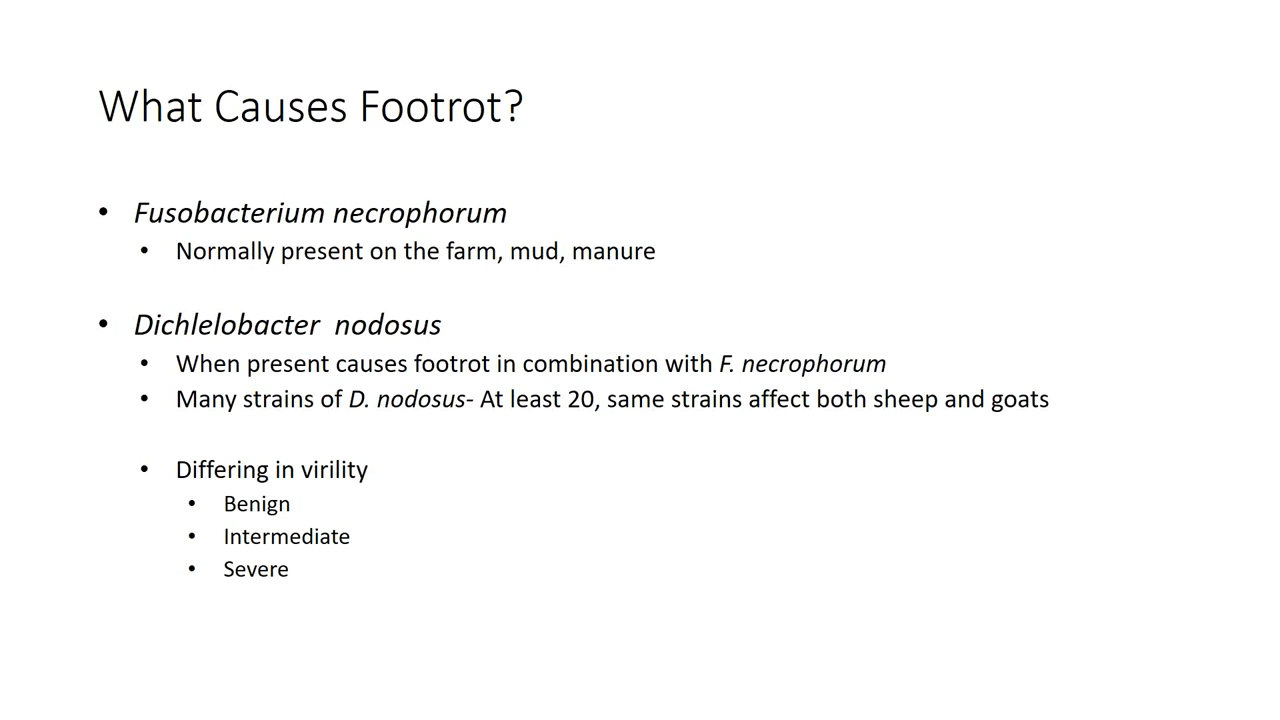 What Causes Footrot?
• Fusobacterium necrophorum
• Normally present on the farm, mud, manure
• Dichlelobacter  nodosus
• When present causes footrot in combination with F. necrophorum
• Many strains of D. nodosus- At least 20, same strains affect both sheep and goats
• Differing in virility
• Benign
• Intermediate
• Severe